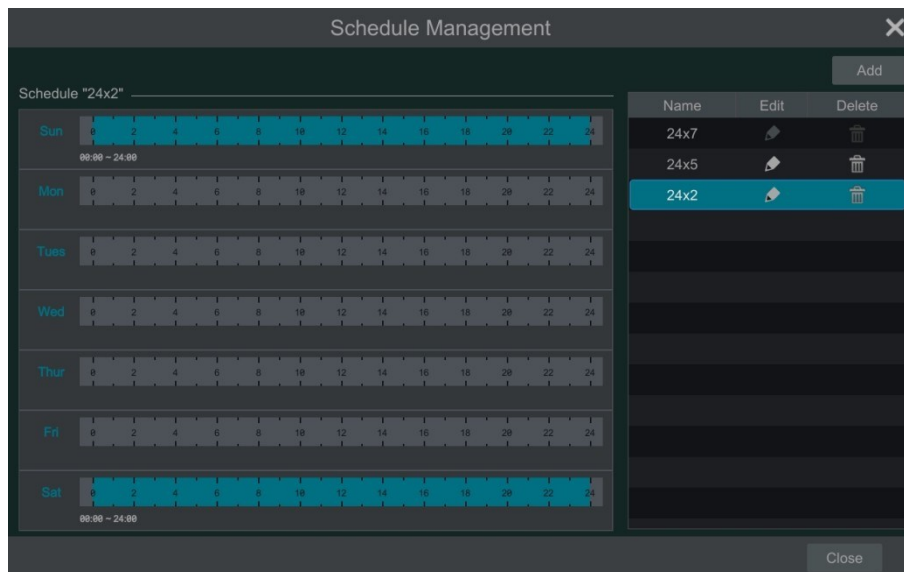 Schedule Management
Add
Schedule "24x2"
Name Edit Delete
24x7
24x5
24x2
Sun 0 2 4 6 8 10 12 14 16 18 20 22 24
00:00 ~ 24:00
Mon 0 2 4 6 8 10 12 14 16 18 20 22 24
Tues 0 2 4 6 8 10 12 14 16 18 20 22 24
Wed 0 2 4 6 8 10 12 14 16 18 20 22 24
Thur 0 2 4 6 8 10 12 14 16 18 20 22 24
Fri 0 2 4 6 8 10 12 14 16 18 20 22 24
Sat 0 2 4 6 8 10 12 14 16 18 20 22 24
00:00 ~ 24:00
Close